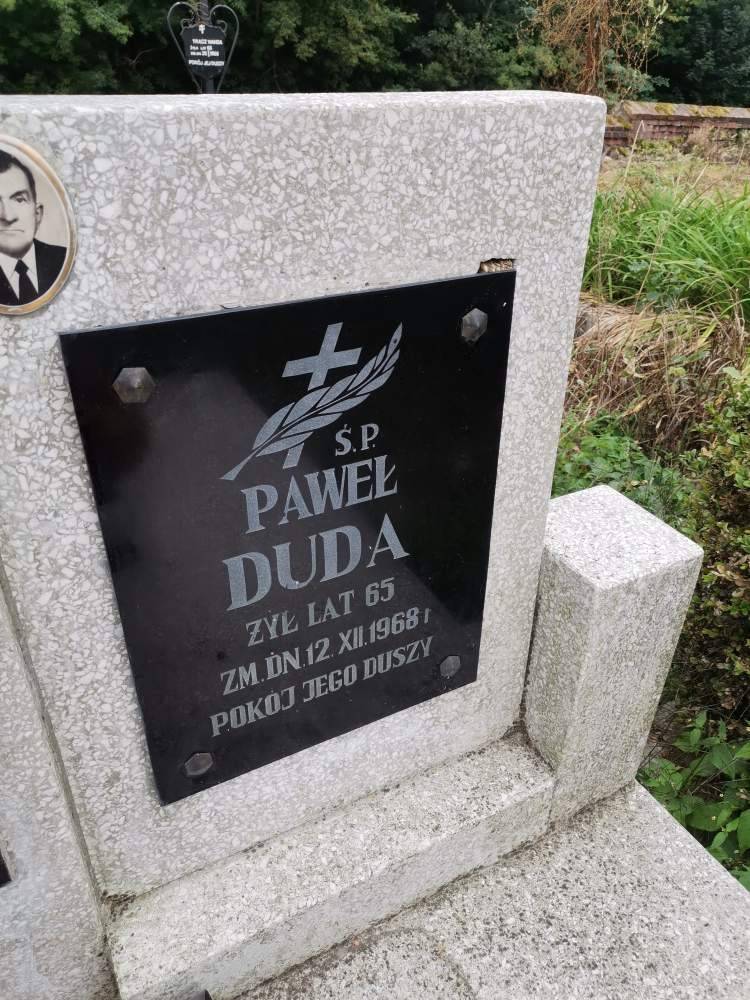 Ś.P.
PAWEŁ
DUDA
ŻYŁ LAT 65
ZM. DN. 12. XII. 1968 r
POKÓJ JEGO DUSZY